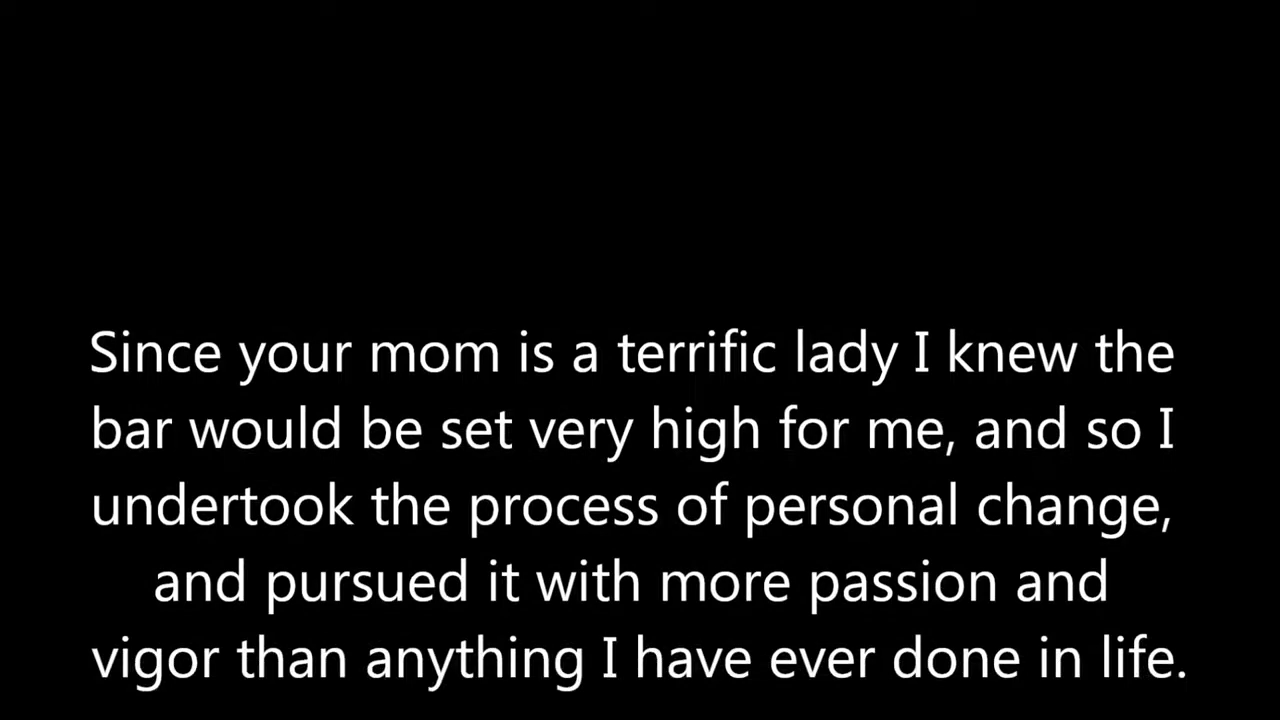 Since your mom is a terrific lady I knew the
bar would be set very high for me, and so I
undertook the process of personal change,
and pursued it with more passion and
vigor than anything I have ever done in life.